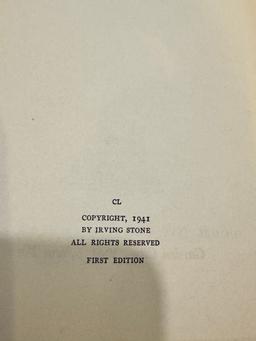 CL
COPYRIGHT, 1941
BY IRVING STONE
ALL RIGHTS RESERVED
FIRST EDITION